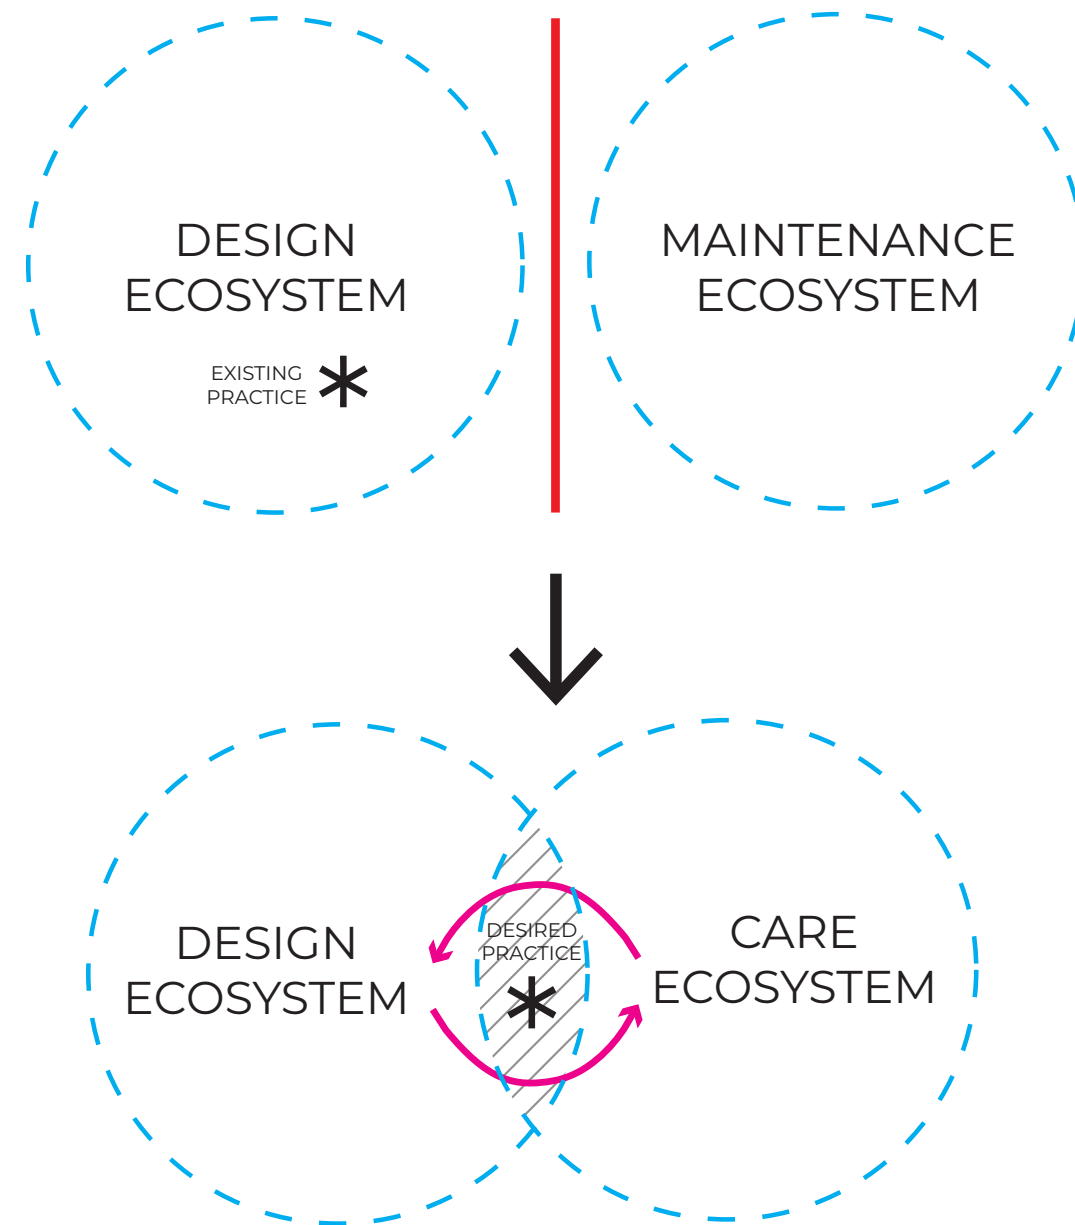 DESIGN
ECOSYSTEM
EXISTING
PRACTICE
MAINTENANCE
ECOSYSTEM
DESIGN
ECOSYSTEM
DESIRED
PRACTICE
CARE
ECOSYSTEM